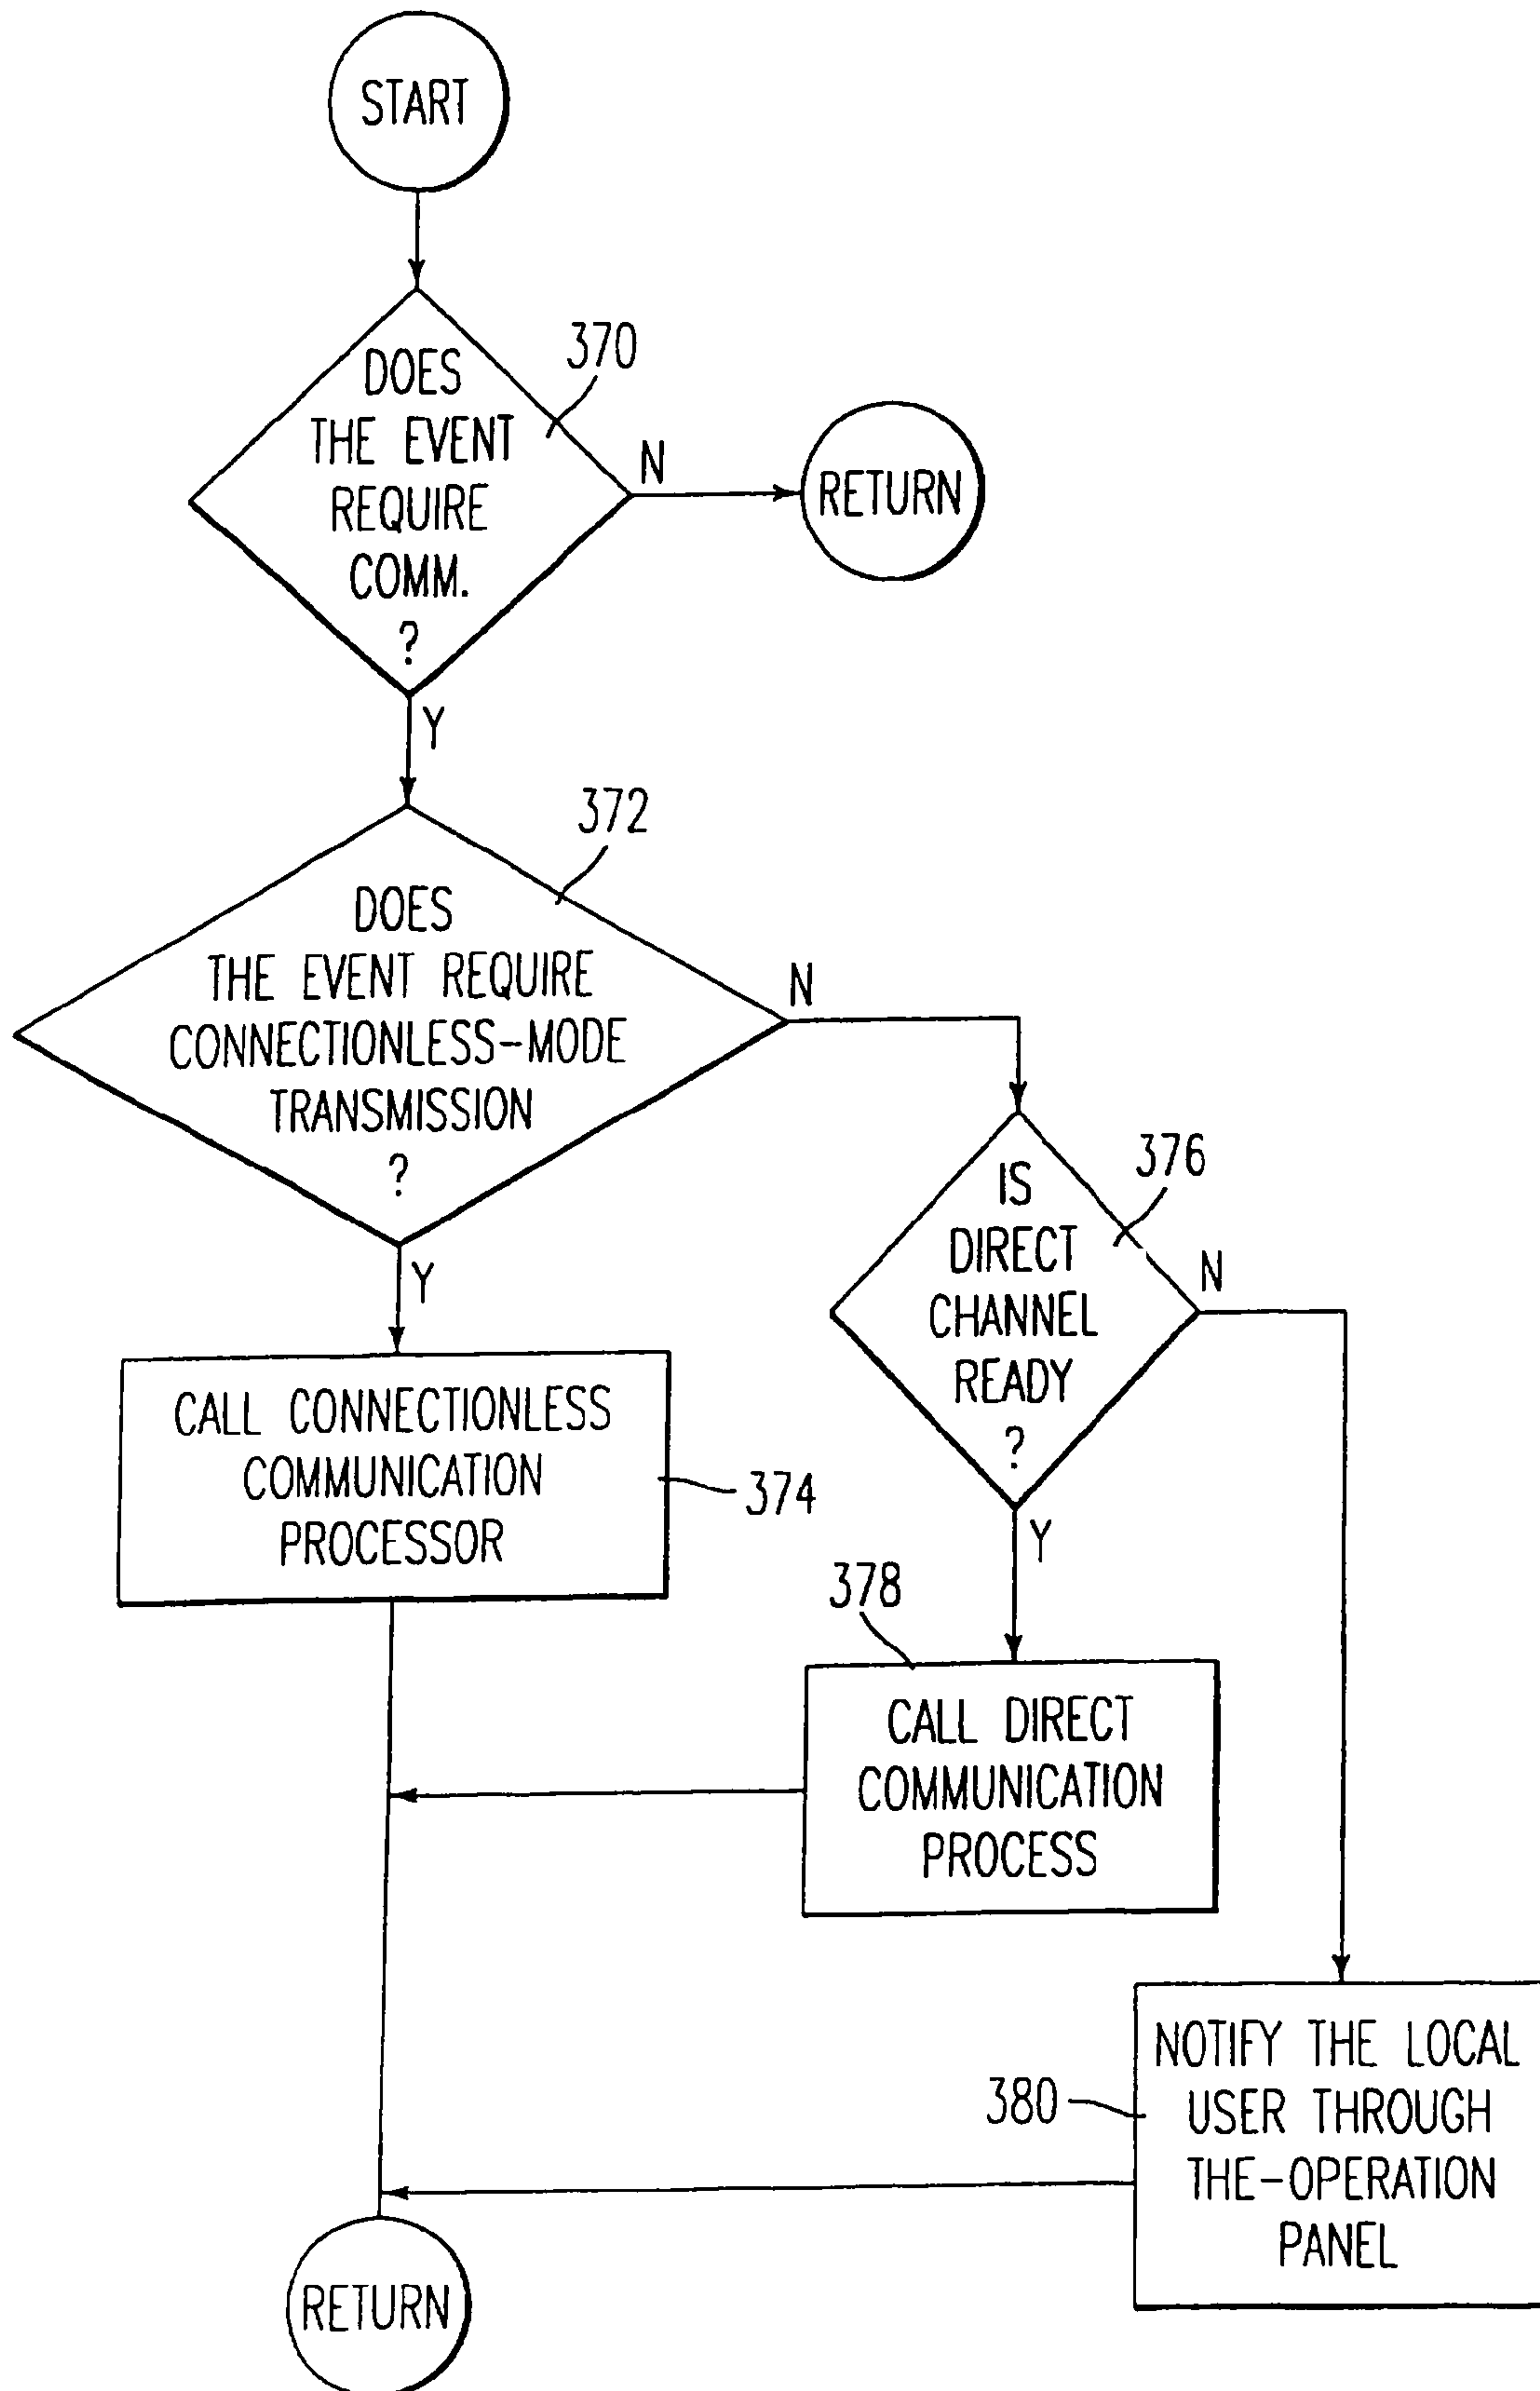 START
370
DOES
THE EVENT
REQUIRE
COMM.
?
N
RETURN
Y
372
DOES
THE EVENT REQUIRE
CONNECTIONLESS-MODE
TRANSMISSION
?
N
Y
376
IS
DIRECT
CHANNEL
READY
?
N
Y
CALL CONNECTIONLESS
COMMUNICATION
PROCESSOR
374
378
CALL DIRECT
COMMUNICATION
PROCESS
380
NOTIFY THE LOCAL
USER THROUGH
THE-OPERATION
PANEL
RETURN